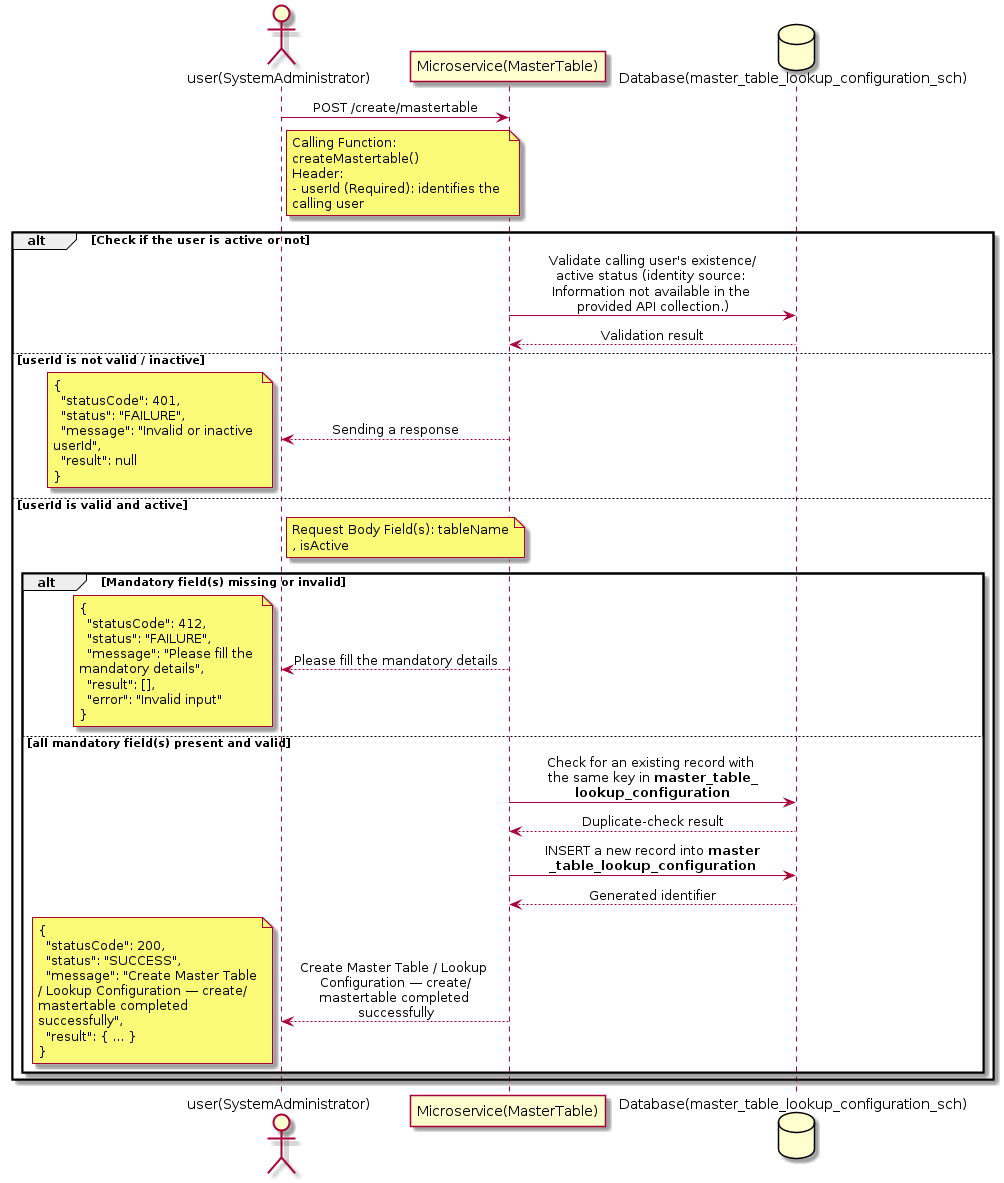 user(SystemAdministrator)
Microservice(MasterTable)
Database(master_table_lookup_configuration_sch)
POST /create/mastertable
Calling Function:
createMastertable()
Header:
- userId (Required): identifies the
calling user
alt
[Check if the user is active or not]
Validate calling user's existence/
active status (identity source:
Information not available in the
provided API collection.)
Validation result
[userId is not valid / inactive]
{
"statusCode": 401,
"status": "FAILURE",
"message": "Invalid or inactive
userId",
"result": null
}
Sending a response
[userId is valid and active]
Request Body Field(s): tableName
, isActive
alt
[Mandatory field(s) missing or invalid]
{
"statusCode": 412,
"status": "FAILURE",
"message": "Please fill the
mandatory details",
"result": [],
"error": "Invalid input"
}
Please fill the mandatory details
[all mandatory field(s) present and valid]
Check for an existing record with
the same key in master_table_
lookup_configuration
Duplicate-check result
INSERT a new record into master
_table_lookup_configuration
Generated identifier
{
"statusCode": 200,
"status": "SUCCESS",
"message": "Create Master Table
/ Lookup Configuration — create/
mastertable completed
successfully",
"result": { ... }
}
Create Master Table / Lookup
Configuration — create/
mastertable completed
successfully
user(SystemAdministrator)
Microservice(MasterTable)
Database(master_table_lookup_configuration_sch)